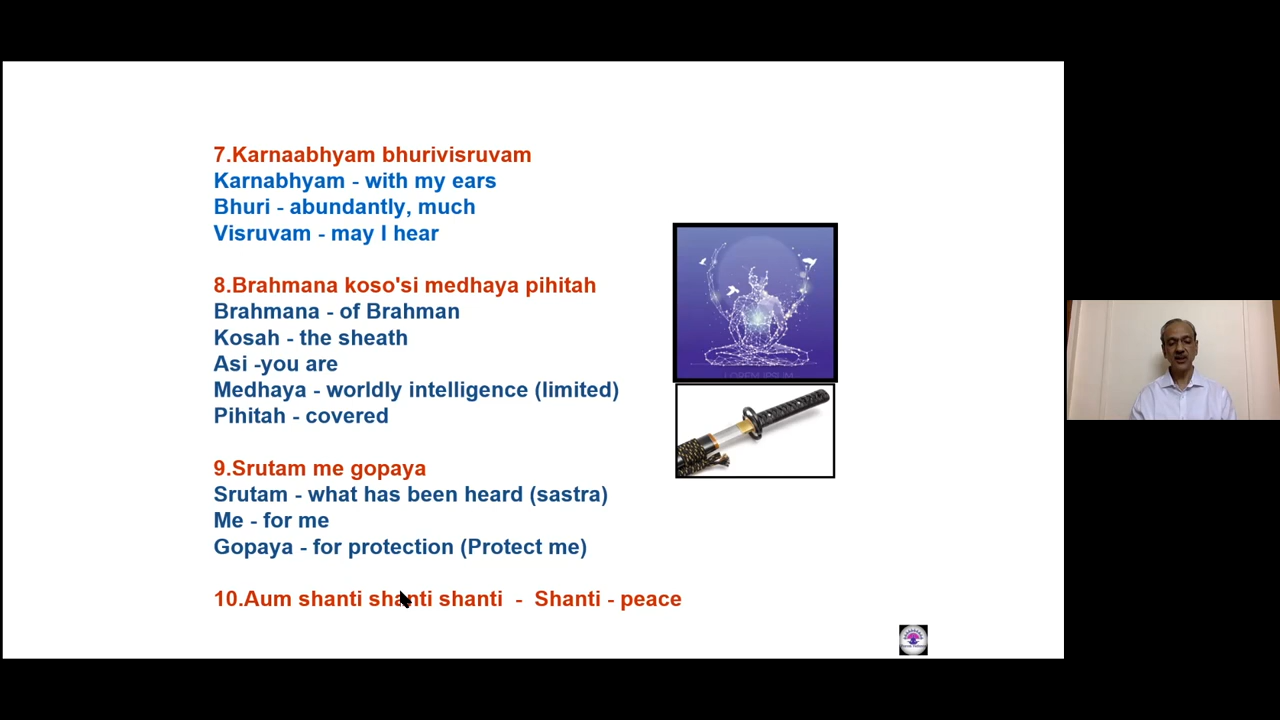 7.Karnaabhyam bhurivisruvam
Karnabhyam - with my ears
Bhuri - abundantly, much
Visruvam - may I hear
8.Brahmana koso'si medhaya pihitah
Brahmana - of Brahman
Kosah - the sheath
Asi -you are
Medhaya - worldly intelligence (limited)
Pihitah - covered
9.Srutam me gopaya
Srutam - what has been heard (sastra)
Me - for me
Gopaya - for protection (Protect me)
10.Aum shanti shanti shanti - Shanti - peace
LOREM IPSUM